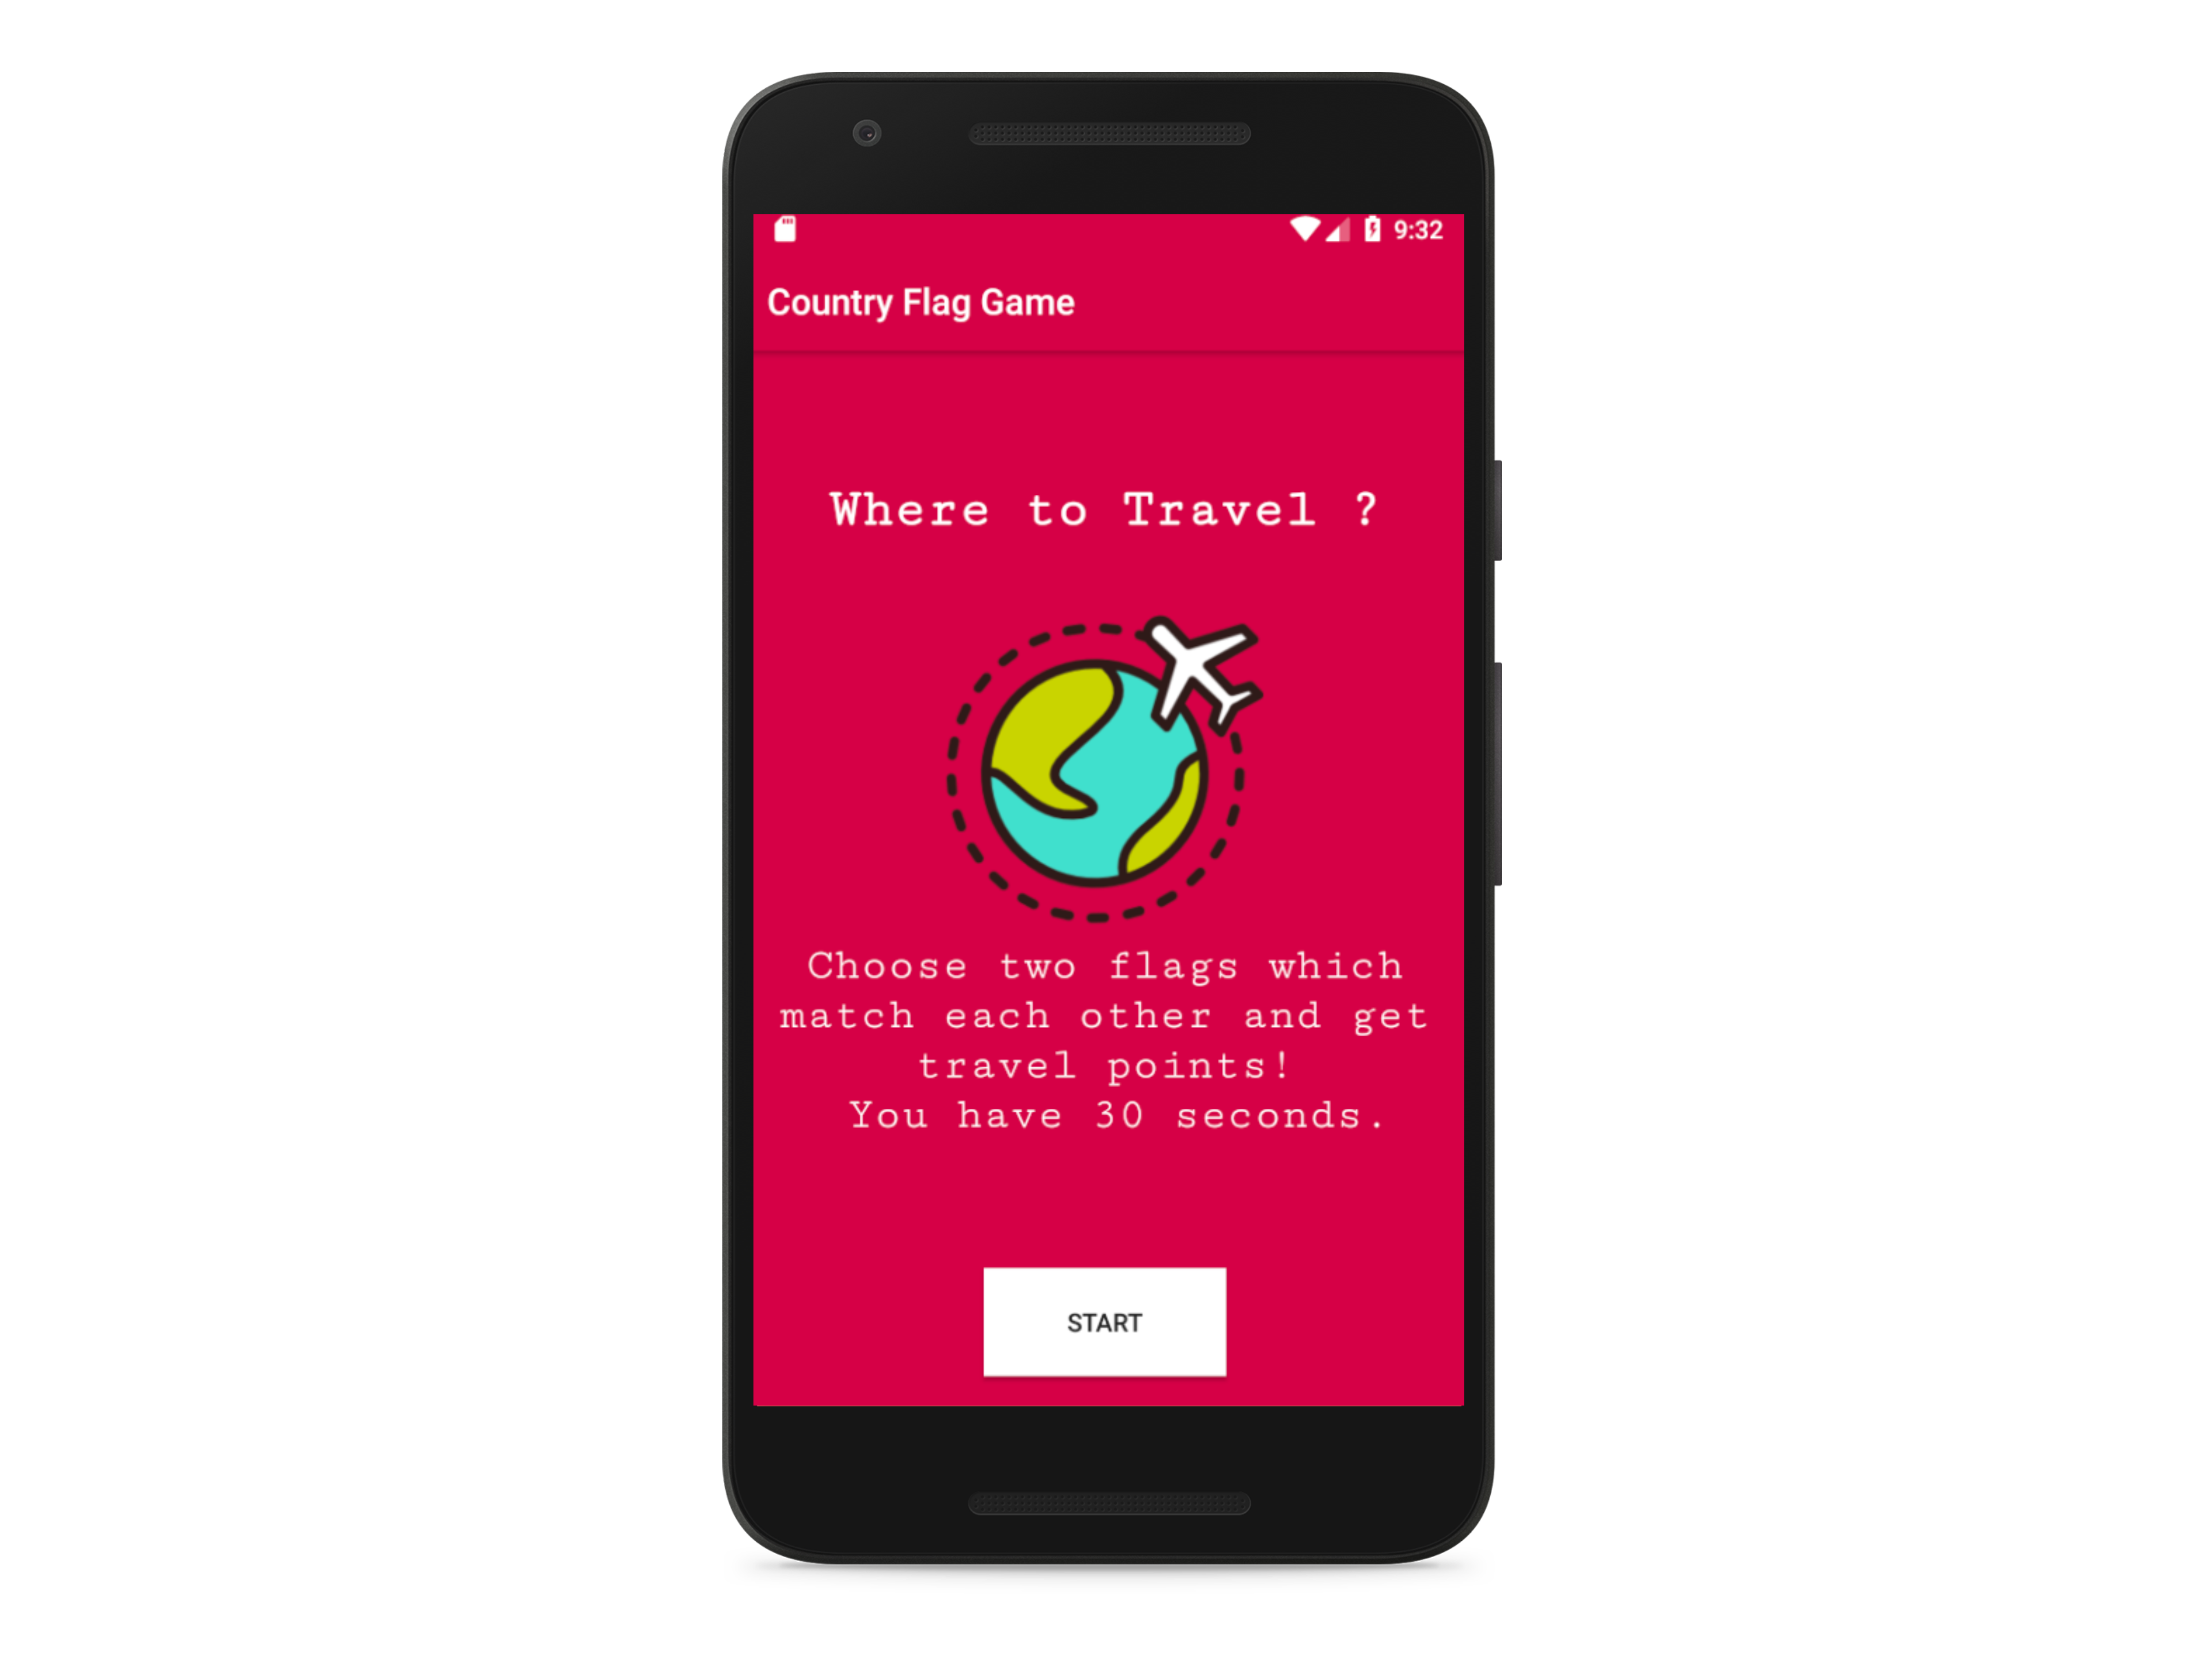 9:32
Country Flag Game
Where to Travel ?
Choose two flags which
match each other and get
travel points!
You have 30 seconds.
START